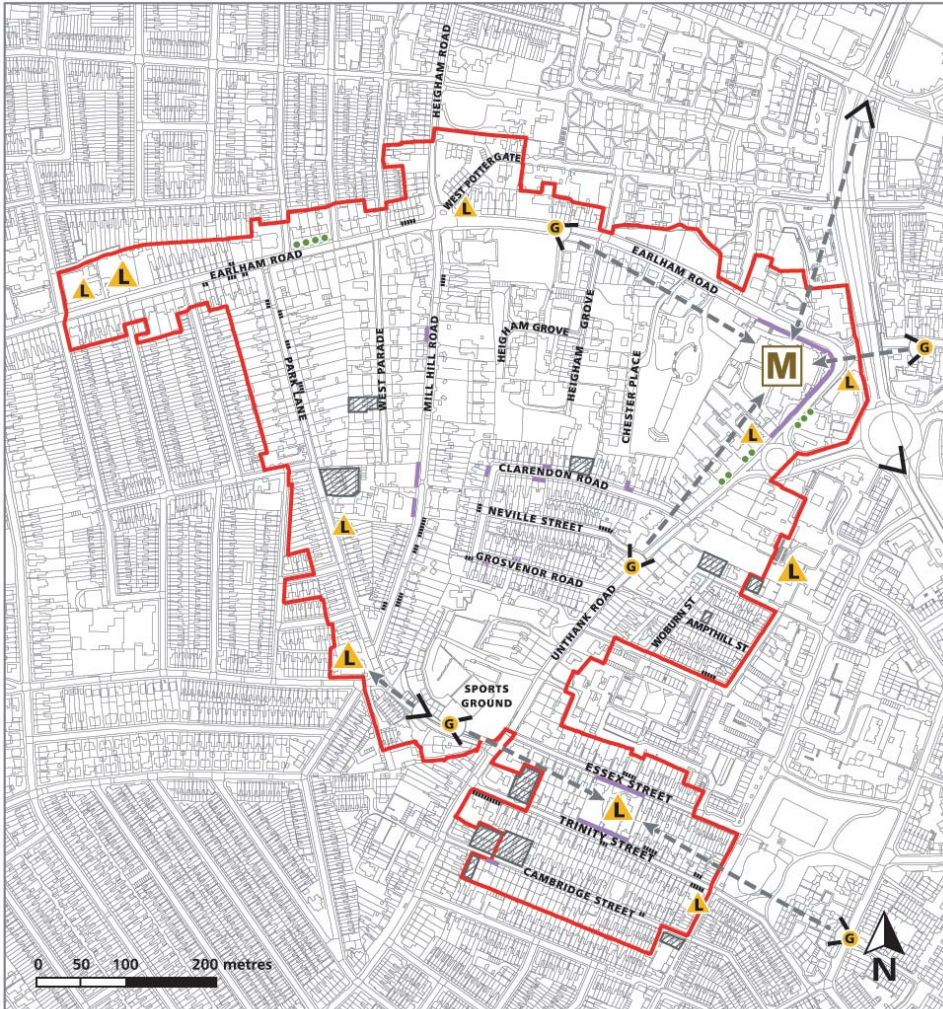 HEIGHAM ROAD
WEST POTTERGATE
L
G
EARLHAM ROAD
EARLHAM ROAD
L
L
HEIGHAM GROVE
HEIGHAM GROVE
G
M
L
PARK LANE
WEST PARADE
MILL HILL ROAD
CHESTER PLACE
L
CLARENDON ROAD
NEVILLE STREET
L
GROSVENOR ROAD
G
L
UNTHANK ROAD
WOBURN ST
AMPTHILL ST
L
SPORTS
GROUND
G
ESSEX STREET
L
TRINITY STREET
CAMBRIDGE STREET
L
G
N
0 50 100 200 metres